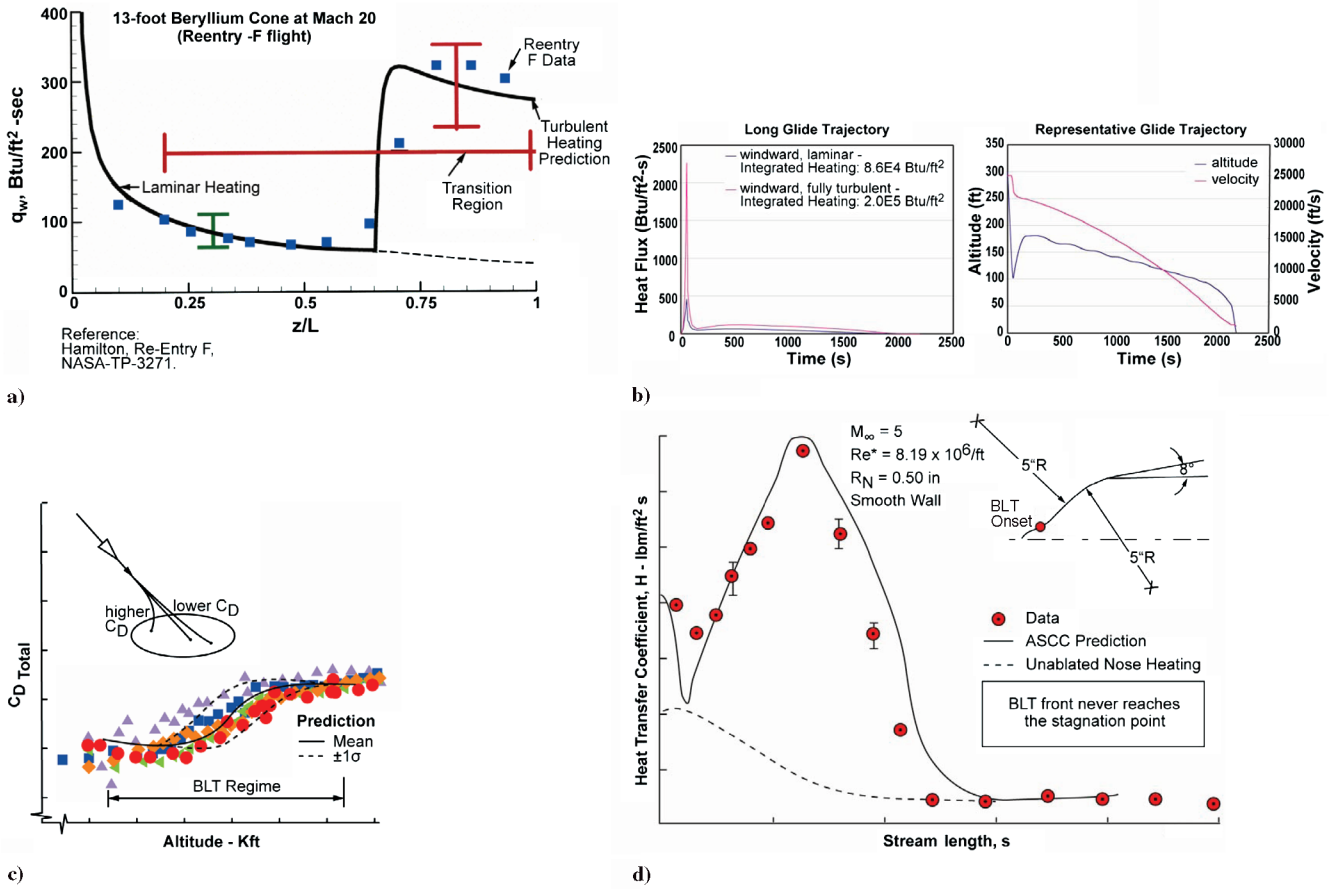 13-foot Beryllium Cone at Mach 20
(Reentry -F flight)
qw, Btu/ft² -sec
400
300
200
100
0
Reentry
F Data
Turbulent
Heating
Prediction
Laminar Heating
Transition
Region
0
0.25
0.5
0.75
1
z/L
Reference:
Hamilton, Re-Entry F,
NASA-TP-3271.
a)
Long Glide Trajectory
Heat Flux (Btu/ft²-s)
2500
2000
1500
1000
500
0
windward, laminar -
Integrated Heating: 8.6E4 Btu/ft²
windward, fully turbulent -
Integrated Heating: 2.0E5 Btu/ft²
0
500
1000
1500
2000
2500
Time (s)
Representative Glide Trajectory
Altitude (ft)
350
300
250
200
150
100
50
0
altitude
velocity
30000
25000
20000
15000
10000
5000
0
Velocity (ft/s)
0
500
1000
1500
2000
2500
Time (s)
b)
CD Total
higher
CD
lower CD
Prediction
Mean
±1σ
BLT Regime
Altitude - Kft
c)
Heat Transfer Coefficient, H - lbm/ft² s
M∞ = 5
Re* = 8.19 x 10⁶/ft
RN = 0.50 in
Smooth Wall
5"R
8°
BLT
Onset
5"R
Data
ASCC Prediction
Unablated Nose Heating
BLT front never reaches
the stagnation point
Stream length, s
d)